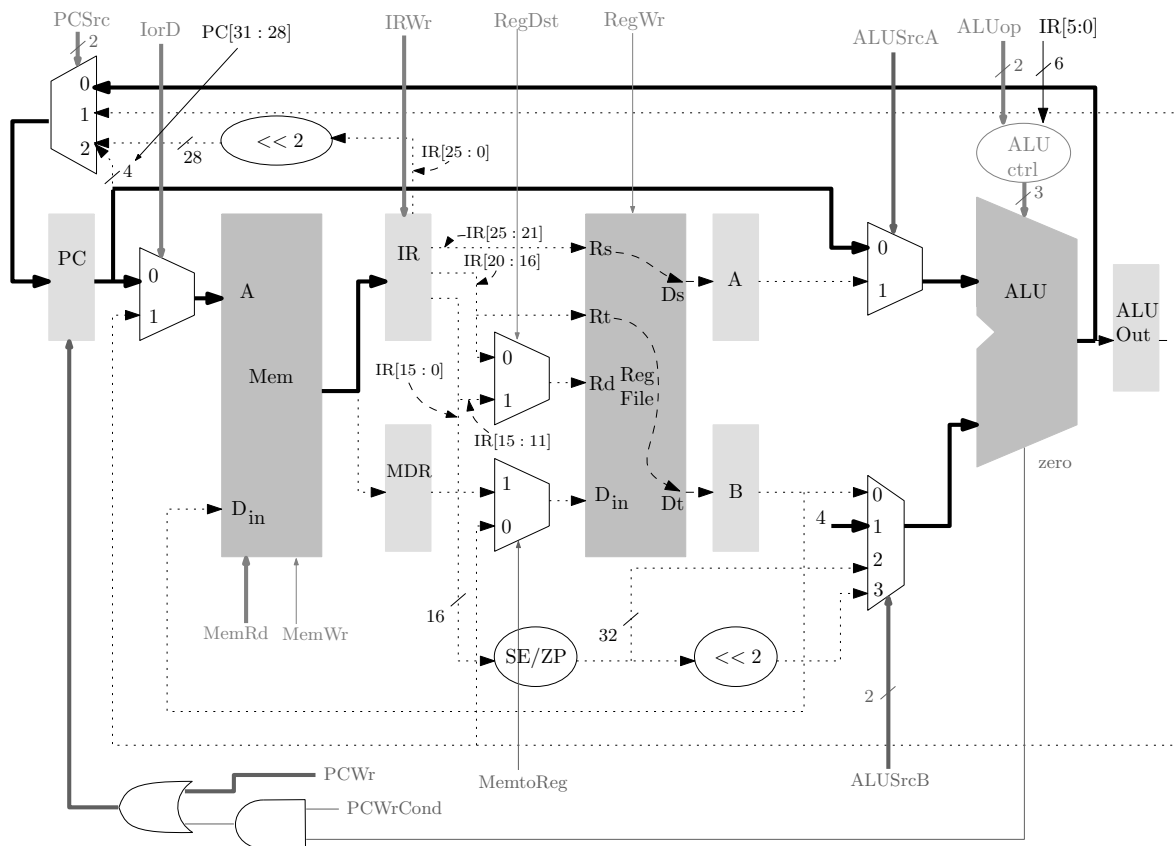 PCSrc
IorD
PC[31 : 28]
IRWr
RegDst
RegWr
ALUSrcA
ALUop
IR[5:0]
2
2
6
0
1
2
<< 2
28
4
IR[25 : 0]
ALU
ctrl
3
PC
0
1
A
Mem
D in
IR
IR[25 : 21]
IR[20 : 16]
IR[15 : 0]
IR[15 : 11]
MDR
0
1
1
0
Rs
Rt
Rd
Reg
File
D in
Ds
Dt
A
B
0
1
ALU
ALU
Out
zero
4
0
1
2
3
MemRd
MemWr
16
SE/ZP
32
<< 2
2
PCWr
PCWrCond
MemtoReg
ALUSrcB